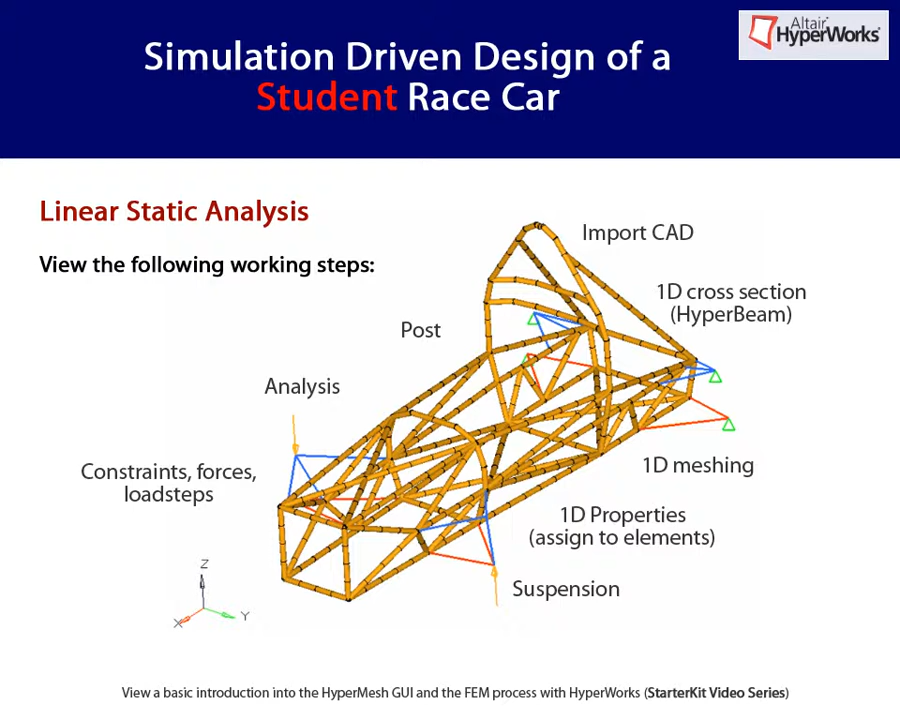 Altair
HyperWorks
Simulation Driven Design of a
Student Race Car
Linear Static Analysis
View the following working steps:
Import CAD
1D cross section
(HyperBeam)
Post
Analysis
1D meshing
Constraints, forces,
loadsteps
1D Properties
(assign to elements)
Suspension
Z
X
Y
View a basic introduction into the HyperMesh GUI and the FEM process with HyperWorks (StarterKit Video Series)